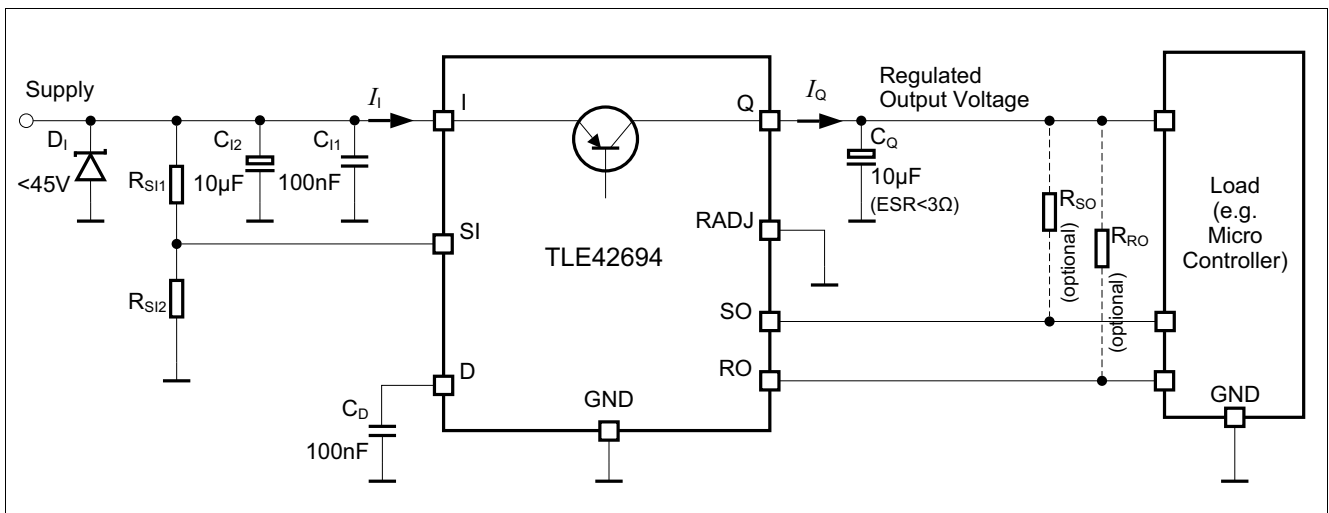 Supply
I_I
I
Q
I_Q
Regulated
Output Voltage
D_I
<45V
R_SI1
C_I2
10µF
C_I1
100nF
C_Q
10µF
(ESR<3Ω)
R_SO
(optional)
R_RO
(optional)
Load
(e.g.
Micro
Controller)
SI
RADJ
TLE42694
R_SI2
SO
RO
D
GND
GND
C_D
100nF